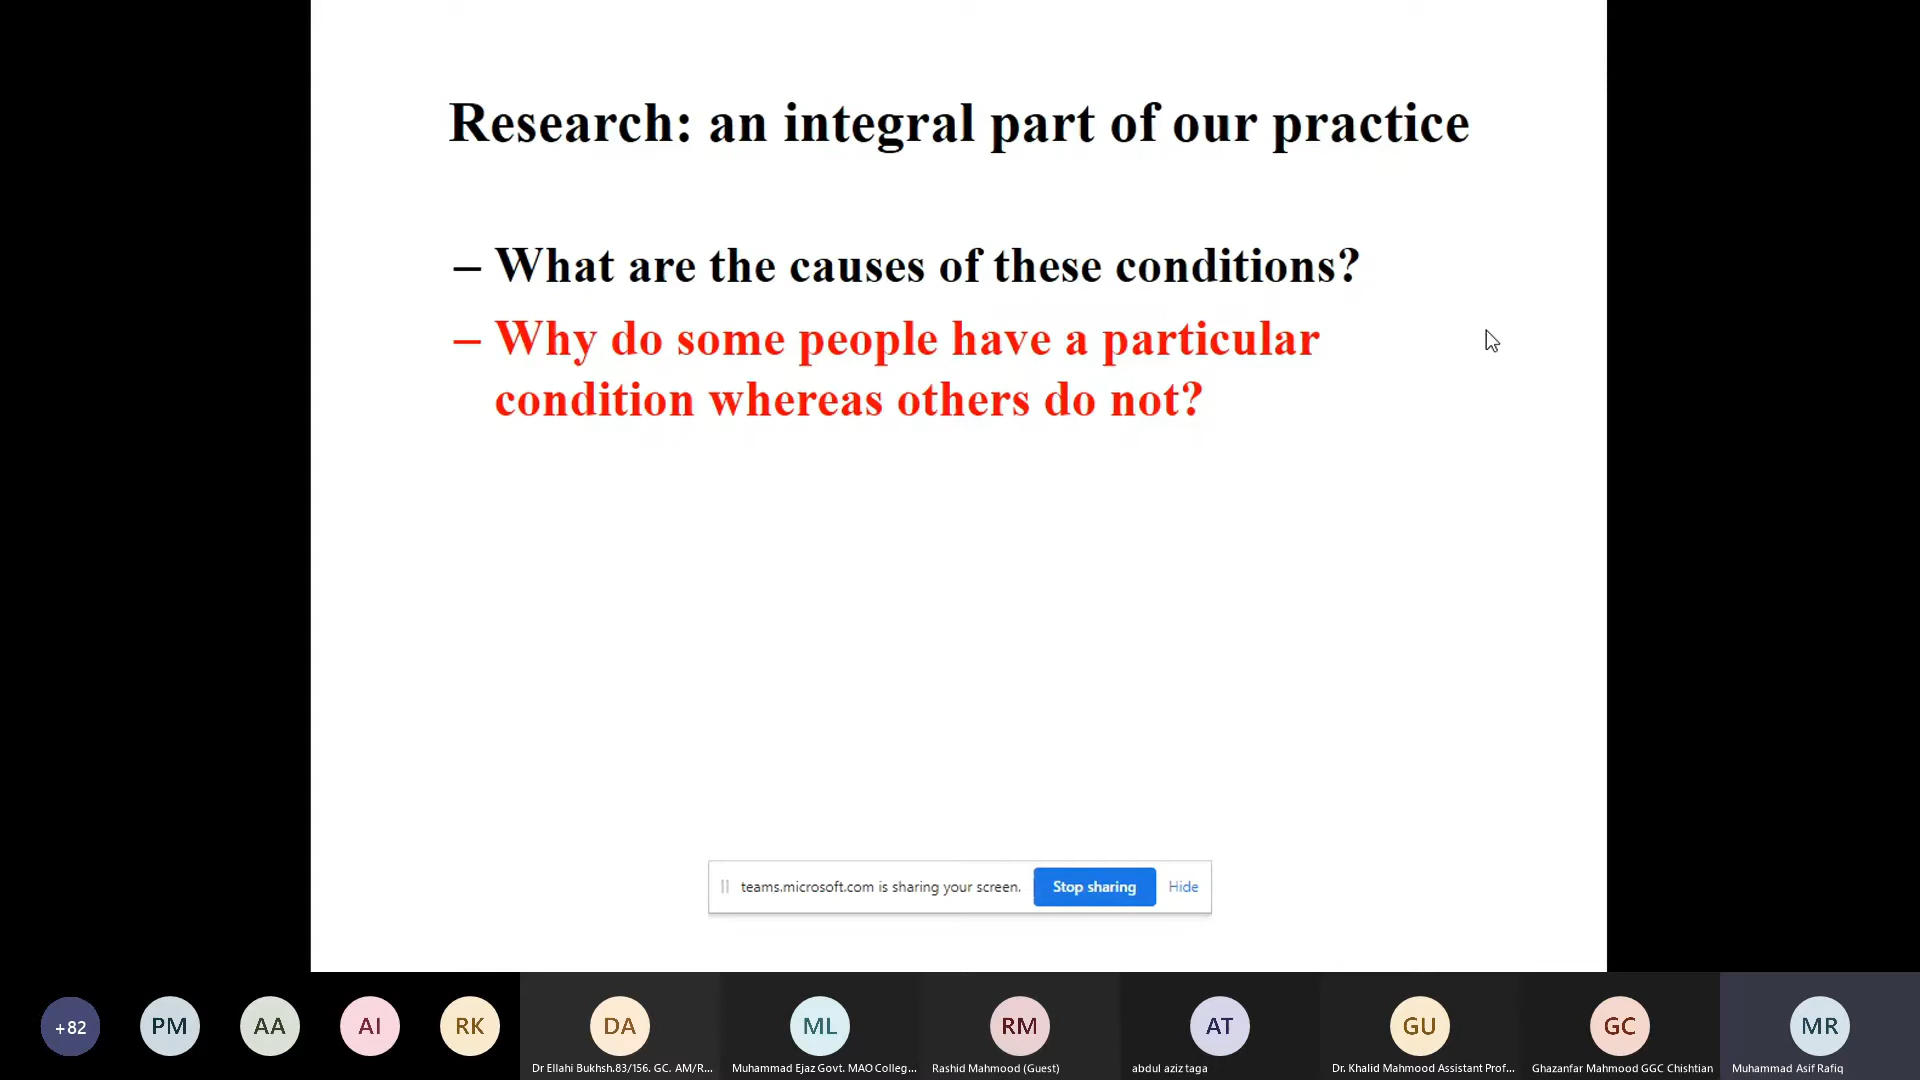 Research: an integral part of our practice
– What are the causes of these conditions?
– Why do some people have a particular
condition whereas others do not?
teams.microsoft.com is sharing your screen. Stop sharing Hide
+82 PM AA AI RK DA ML RM AT GU GC MR
Dr Ellahi Bukhsh.83/156. GC. AM/R... Muhammad Ejaz Govt. MAO Colleg... Rashid Mahmood (Guest) abdul aziz taga Dr. Khalid Mahmood Assistant Prof... Ghazanfar Mahmood GGC Chishtian Muhammad Asif Rafiq